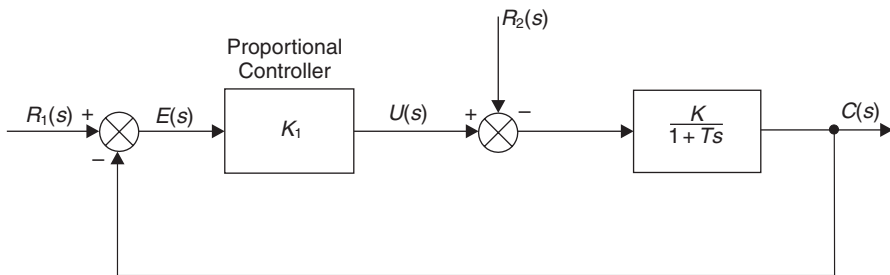 R₂(s)
Proportional
Controller
R₁(s) + E(s) K₁ U(s) + − K C(s)
1 + Ts
−